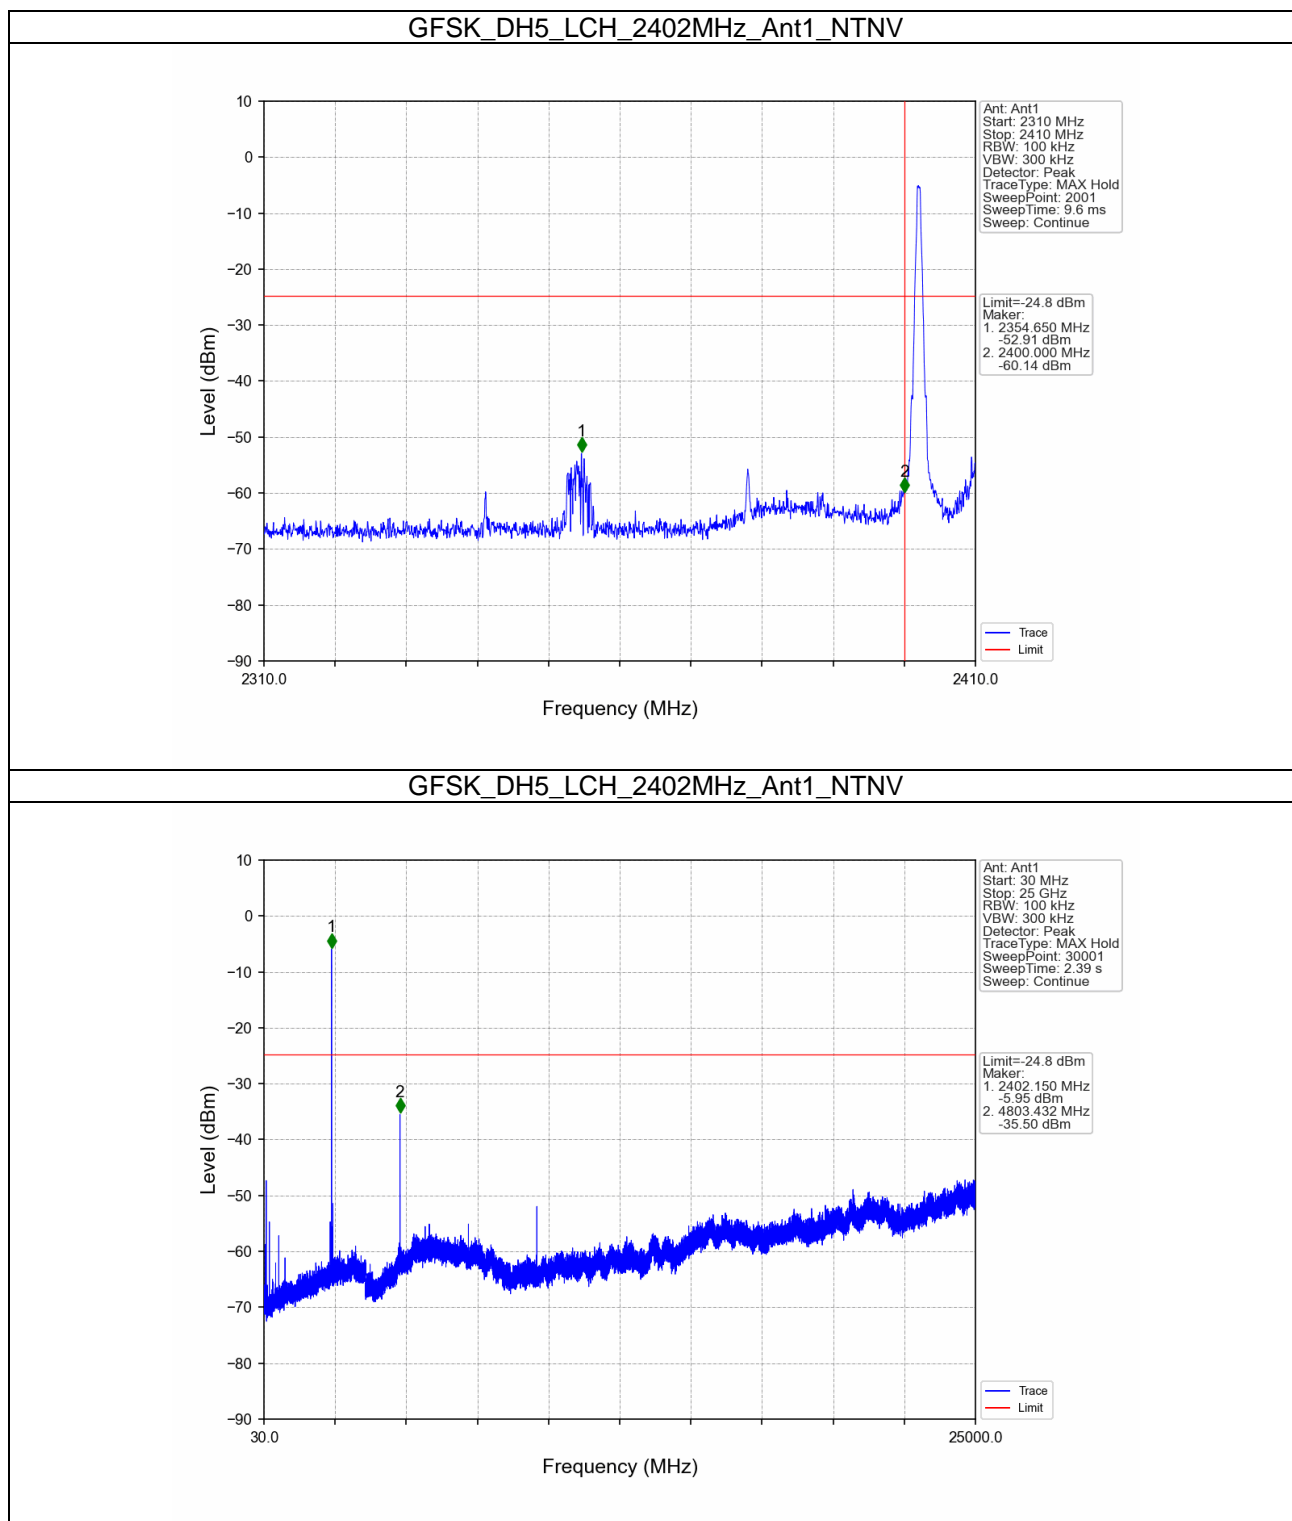 GFSK_DH5_LCH_2402MHz_Ant1_NTNV
10
0
−10
−20
−30
−40
−50
−60
−70
−80
−90
Level (dBm)
2310.0
2410.0
Frequency (MHz)
1
2
Ant: Ant1
Start: 2310 MHz
Stop: 2410 MHz
RBW: 100 kHz
VBW: 300 kHz
Detector: Peak
TraceType: MAX Hold
SweepPoint: 2001
SweepTime: 9.6 ms
Sweep: Continue
Limit=-24.8 dBm
Maker:
1. 2354.650 MHz
-52.91 dBm
2. 2400.000 MHz
-60.14 dBm
Trace
Limit
GFSK_DH5_LCH_2402MHz_Ant1_NTNV
10
0
−10
−20
−30
−40
−50
−60
−70
−80
−90
Level (dBm)
30.0
25000.0
Frequency (MHz)
1
2
Ant: Ant1
Start: 30 MHz
Stop: 25 GHz
RBW: 100 kHz
VBW: 300 kHz
Detector: Peak
TraceType: MAX Hold
SweepPoint: 30001
SweepTime: 2.39 s
Sweep: Continue
Limit=-24.8 dBm
Maker:
1. 2402.150 MHz
-5.95 dBm
2. 4803.432 MHz
-35.50 dBm
Trace
Limit